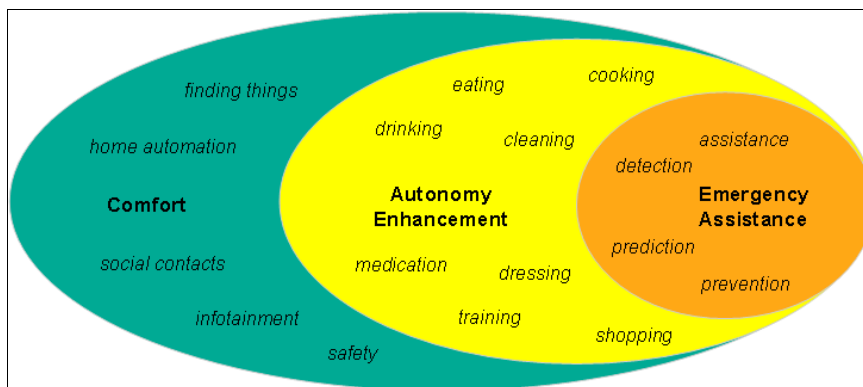 finding things
home automation
Comfort
social contacts
infotainment
safety
eating
cooking
drinking
cleaning
Autonomy
Enhancement
medication
dressing
training
shopping
assistance
detection
Emergency
Assistance
prediction
prevention